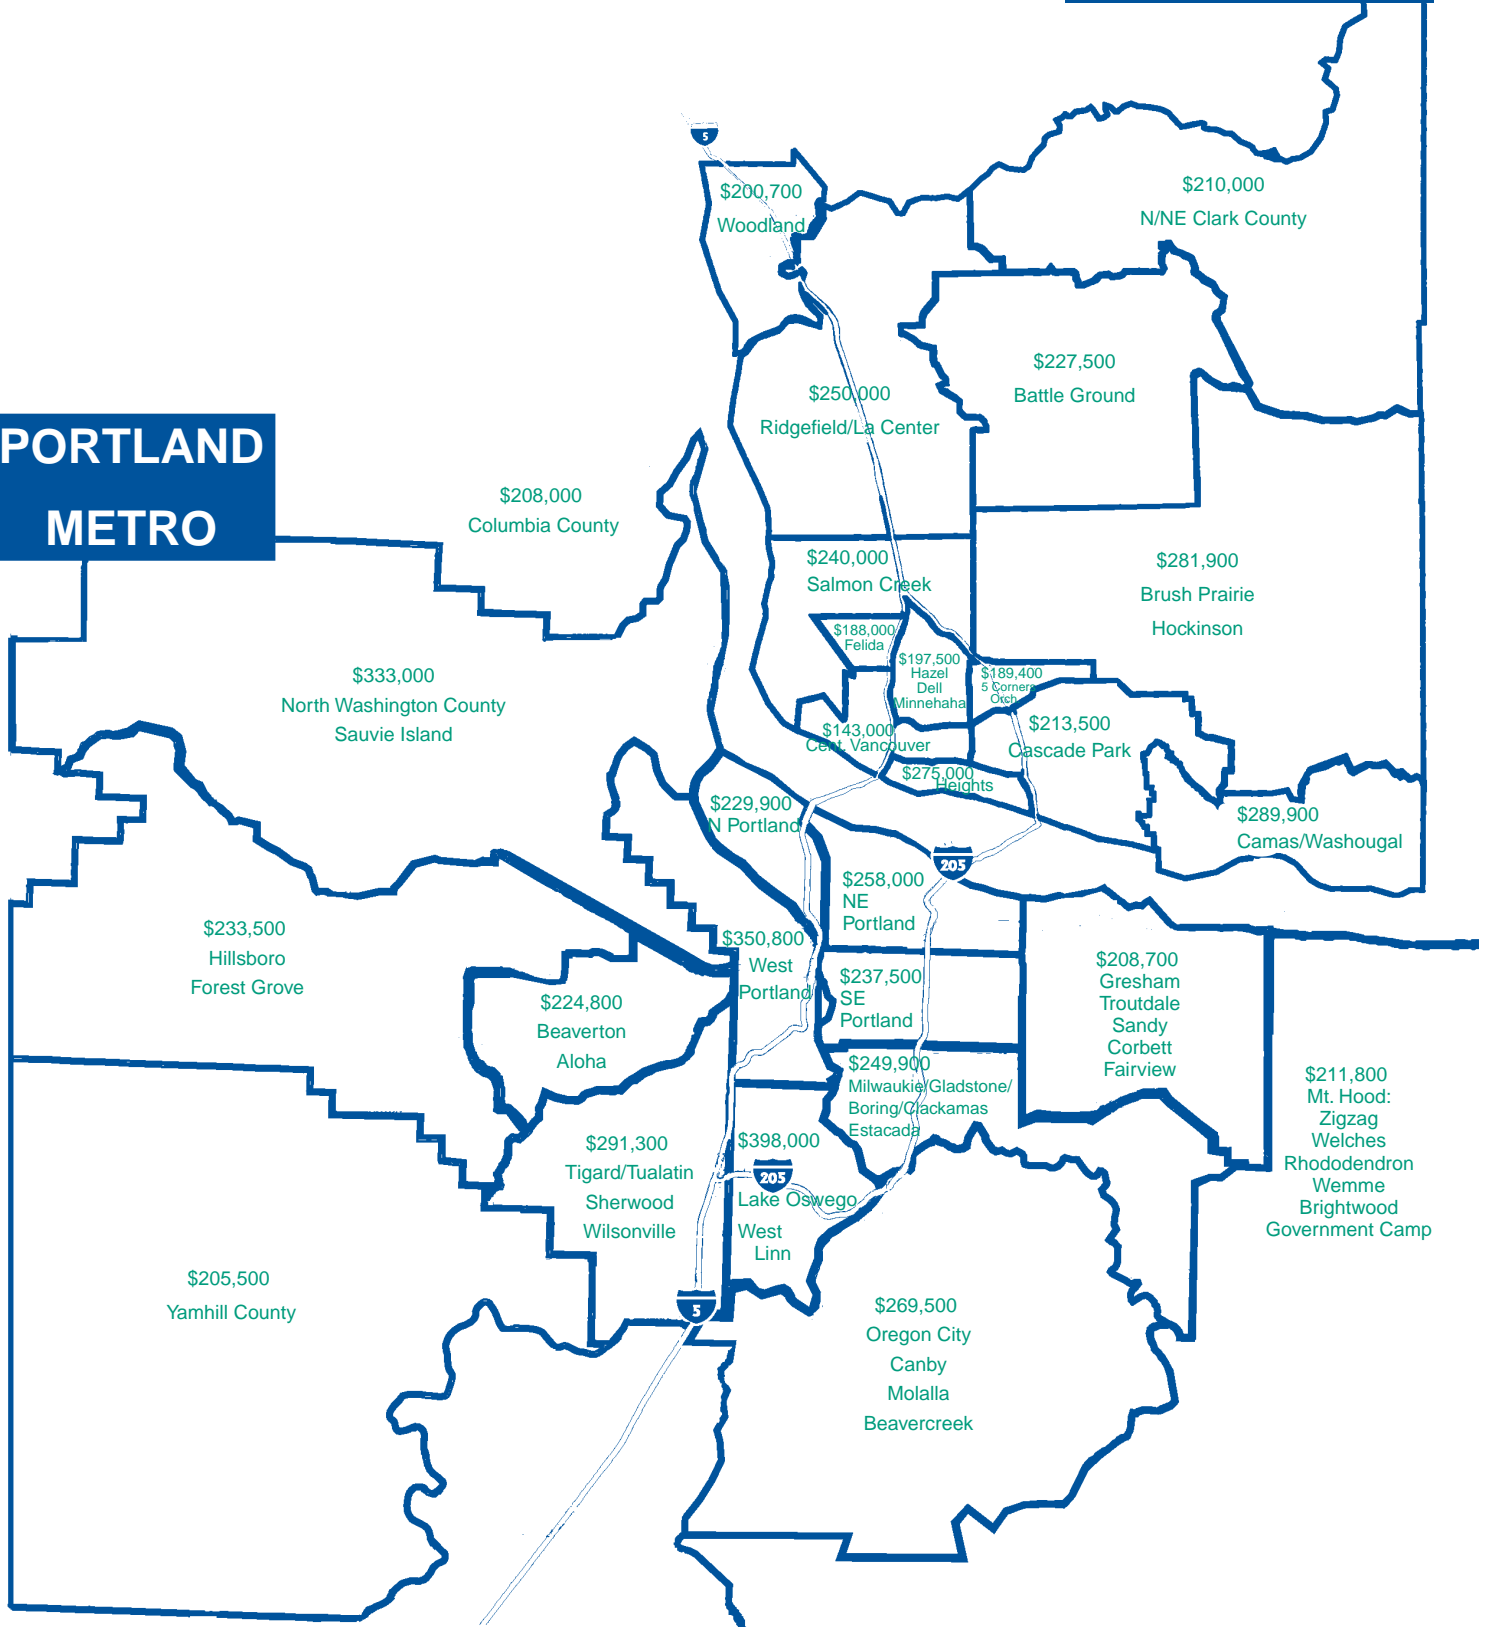 5
$200,700
Woodland
$210,000
N/NE Clark County
$227,500
Battle Ground
$250,000
Ridgefield/La Center
PORTLAND
METRO
$208,000
Columbia County
$240,000
Salmon Creek
$281,900
Brush Prairie
Hockinson
$188,000
Felida
$197,500
Hazel
Dell
Minnehaha
$189,400
5 Corners
Orch
$333,000
North Washington County
Sauvie Island
$143,000
Cent. Vancouver
$213,500
Cascade Park
$275,000
Heights
$229,900
N Portland
$289,900
Camas/Washougal
205
$258,000
NE
Portland
$233,500
Hillsboro
Forest Grove
$350,800
West
Portland
$237,500
SE
Portland
$208,700
Gresham
Troutdale
Sandy
Corbett
Fairview
$224,800
Beaverton
Aloha
$249,900
Milwaukie/Gladstone/
Boring/Clackamas
Estacada
$211,800
Mt. Hood:
Zigzag
Welches
Rhododendron
Wemme
Brightwood
Government Camp
$291,300
Tigard/Tualatin
Sherwood
Wilsonville
$398,000
205
Lake Oswego
West
Linn
$205,500
Yamhill County
5
$269,500
Oregon City
Canby
Molalla
Beavercreek